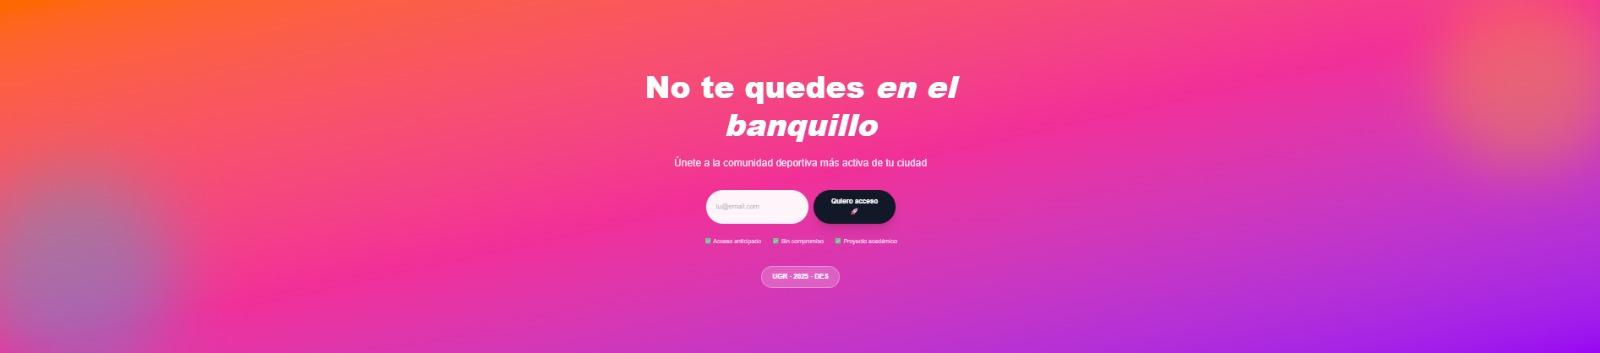 No te quedes en el
banquillo
Únete a la comunidad deportiva más activa de tu ciudad
tu@email.com
Quiero acceso
🚀
✅ Acceso anticipado ✅ Sin compromiso ✅ Proyecto académico
UGR · 2025 · DES